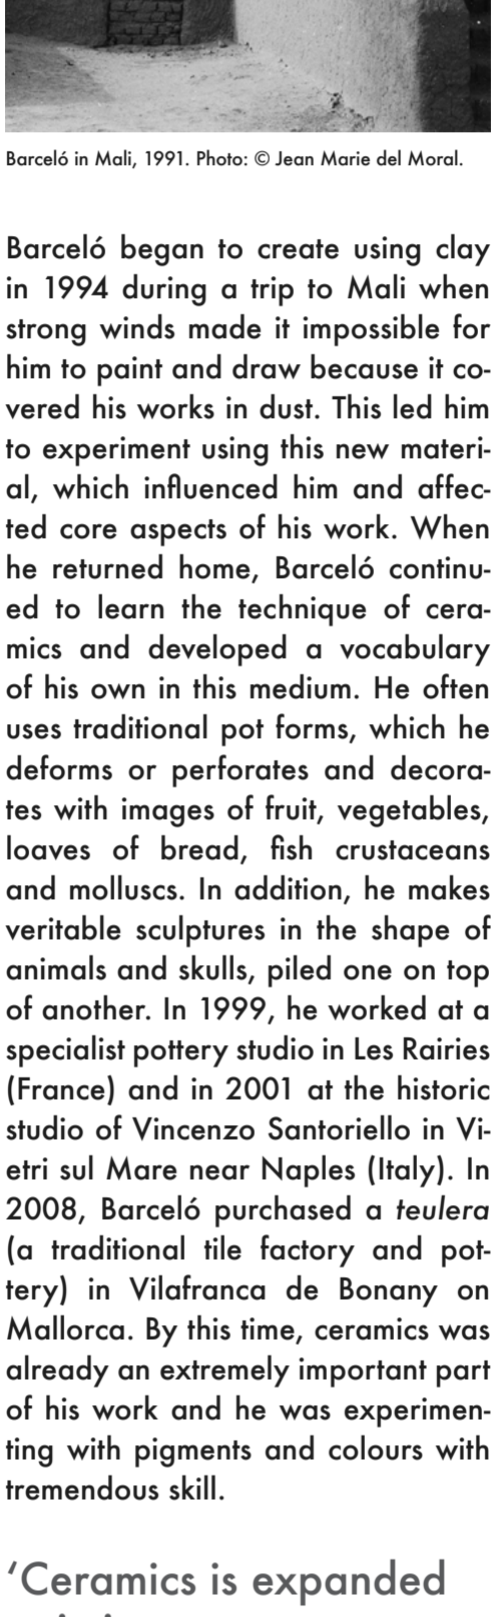 Barceló in Mali, 1991. Photo: © Jean Marie del Moral.
Barceló began to create using clay
in 1994 during a trip to Mali when
strong winds made it impossible for
him to paint and draw because it co-
vered his works in dust. This led him
to experiment using this new materi-
al, which influenced him and affec-
ted core aspects of his work. When
he returned home, Barceló continu-
ed to learn the technique of cera-
mics and developed a vocabulary
of his own in this medium. He often
uses traditional pot forms, which he
deforms or perforates and decora-
tes with images of fruit, vegetables,
loaves of bread, fish crustaceans
and molluscs. In addition, he makes
veritable sculptures in the shape of
animals and skulls, piled one on top
of another. In 1999, he worked at a
specialist pottery studio in Les Rairies
(France) and in 2001 at the historic
studio of Vincenzo Santoriello in Vi-
etri sul Mare near Naples (Italy). In
2008, Barceló purchased a teulera
(a traditional tile factory and pot-
tery) in Vilafranca de Bonany on
Mallorca. By this time, ceramics was
already an extremely important part
of his work and he was experimen-
ting with pigments and colours with
tremendous skill.
‘Ceramics is expanded